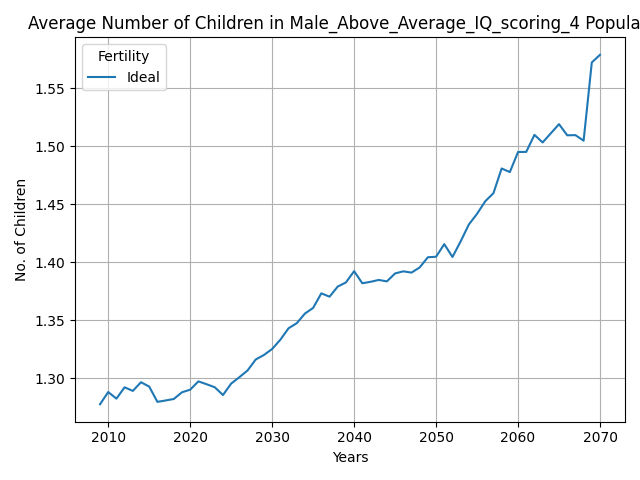 Average Number of Children in Male_Above_Average_IQ_scoring_4 Popula
Fertility
Ideal
1.55
1.50
1.45
1.40
1.35
1.30
No. of Children
2010 2020 2030 2040 2050 2060 2070
Years